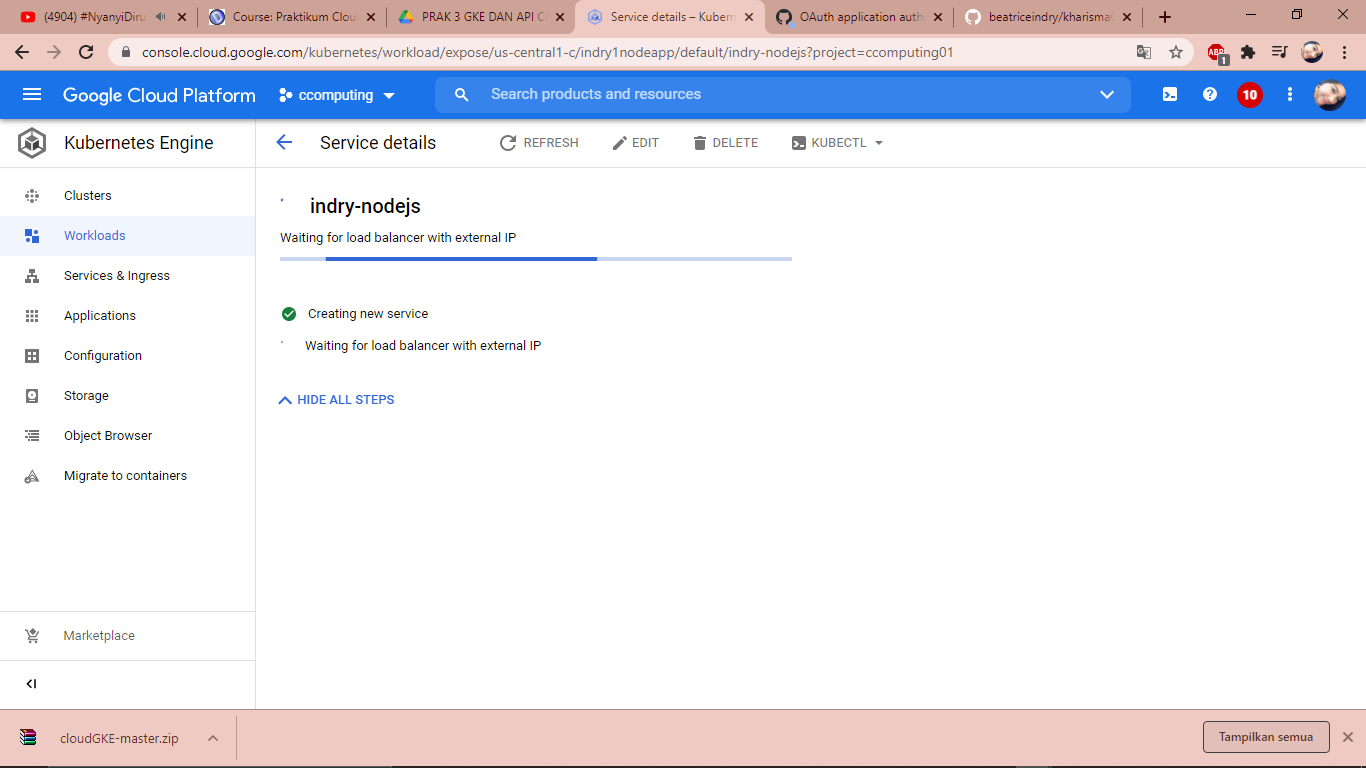 (4904) #NyanyiDiru
Course: Praktikum Clou
PRAK 3 GKE DAN API C
Service details – Kubern
OAuth application auth
beatriceindry/kharisma
console.cloud.google.com/kubernetes/workload/expose/us-central1-c/indry1nodeapp/default/indry-nodejs?project=ccomputing01
ABP
1
Google Cloud Platform
ccomputing
Search products and resources
10
Kubernetes Engine
Service details
REFRESH
EDIT
DELETE
KUBECTL
Clusters
Workloads
Services & Ingress
Applications
Configuration
Storage
Object Browser
Migrate to containers
Marketplace
indry-nodejs
Waiting for load balancer with external IP
Creating new service
Waiting for load balancer with external IP
HIDE ALL STEPS
cloudGKE-master.zip
Tampilkan semua